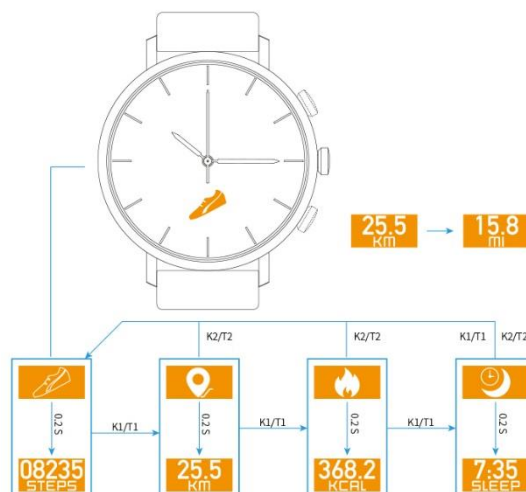 25.5
KM
15.8
MI
K2/T2
K2/T2
K1/T1
K2/T2
0.2 S
K1/T1
0.2 S
K1/T1
0.2 S
K1/T1
0.2 S
08235
STEPS
25.5
KM
368.2
KCAL
7:35
SLEEP